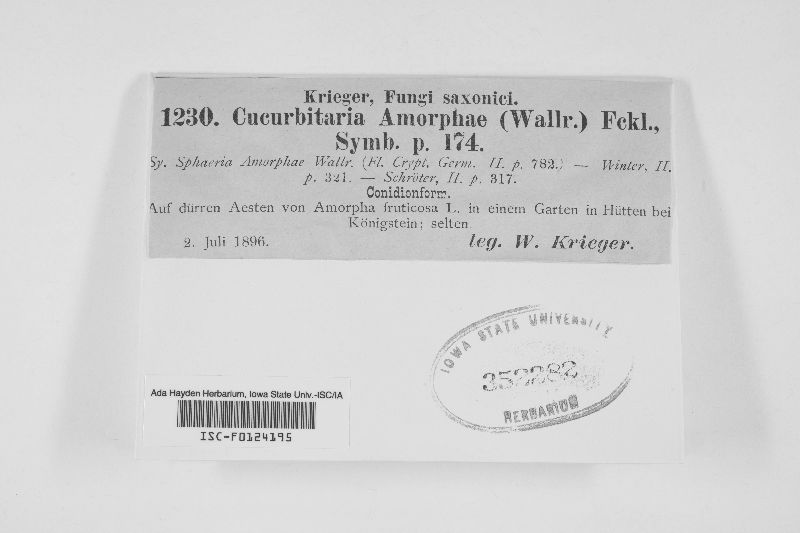 Krieger, Fungi saxonici.
1230. Cucurbitaria Amorphae (Wallr.) Fckl.,
Symb. p. 174.
Sy. Sphaeria Amorphae Wallr. (Fl. Crypt. Germ. II. p. 782.) — Winter, II.
p. 321. — Schröter, II. p. 317.
Conidienform.
Auf dürren Aesten von Amorpha fruticosa L. in einem Garten in Hütten bei
Königstein; selten
2. Juli 1896. leg. W. Krieger.
IOWA STATE UNIVERSITY
352282
HERBARIUM
Ada Hayden Herbarium, Iowa State Univ.-ISC/IA
ISC-F0124195